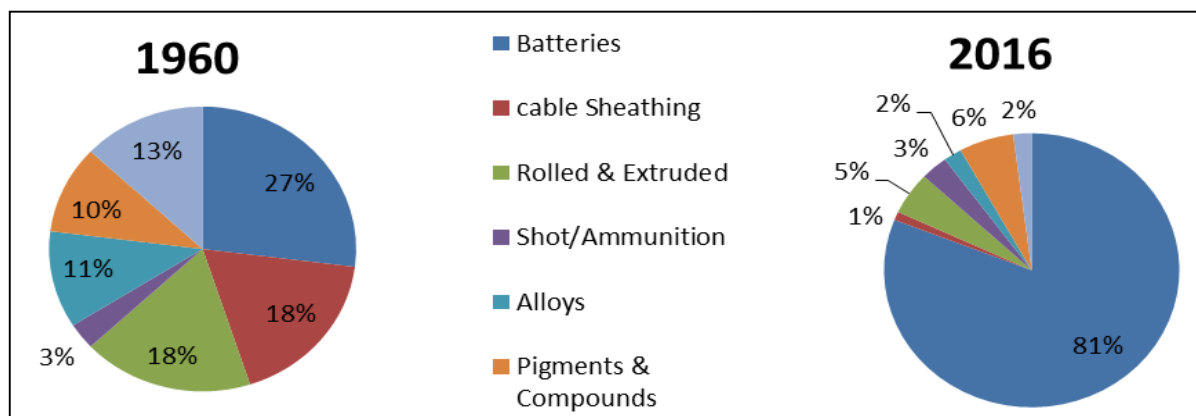 1960
27%
18%
18%
3%
11%
10%
13%
Batteries
cable Sheathing
Rolled & Extruded
Shot/Ammunition
Alloys
Pigments &
Compounds
2016
81%
1%
5%
3%
2%
6%
2%